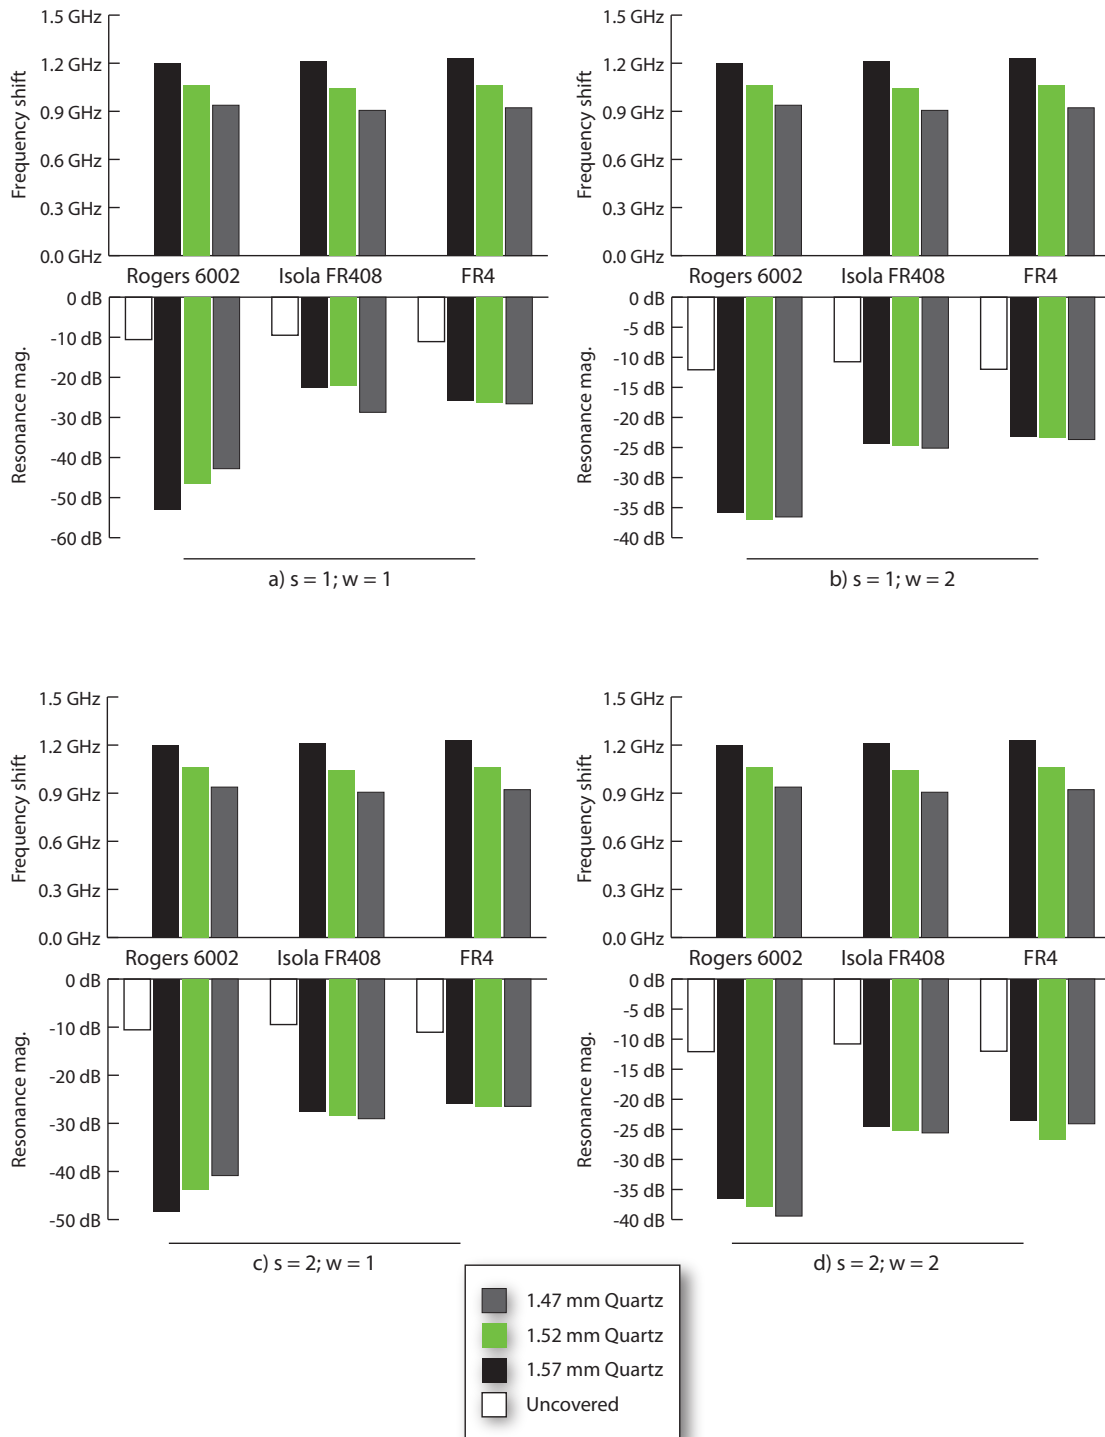 1.5 GHz
1.2 GHz
0.9 GHz
0.6 GHz
0.3 GHz
0.0 GHz
Frequency shift
Rogers 6002 Isola FR408 FR4
0 dB
-10 dB
-20 dB
-30 dB
-40 dB
-50 dB
-60 dB
Resonance mag.
a) s = 1; w = 1
1.5 GHz
1.2 GHz
0.9 GHz
0.6 GHz
0.3 GHz
0.0 GHz
Frequency shift
Rogers 6002 Isola FR408 FR4
0 dB
-5 dB
-10 dB
-15 dB
-20 dB
-25 dB
-30 dB
-35 dB
-40 dB
Resonance mag.
b) s = 1; w = 2
1.5 GHz
1.2 GHz
0.9 GHz
0.6 GHz
0.3 GHz
0.0 GHz
Frequency shift
Rogers 6002 Isola FR408 FR4
0 dB
-10 dB
-20 dB
-30 dB
-40 dB
-50 dB
Resonance mag.
c) s = 2; w = 1
1.5 GHz
1.2 GHz
0.9 GHz
0.6 GHz
0.3 GHz
0.0 GHz
Frequency shift
Rogers 6002 Isola FR408 FR4
0 dB
-5 dB
-10 dB
-15 dB
-20 dB
-25 dB
-30 dB
-35 dB
-40 dB
Resonance mag.
d) s = 2; w = 2
1.47 mm Quartz
1.52 mm Quartz
1.57 mm Quartz
Uncovered